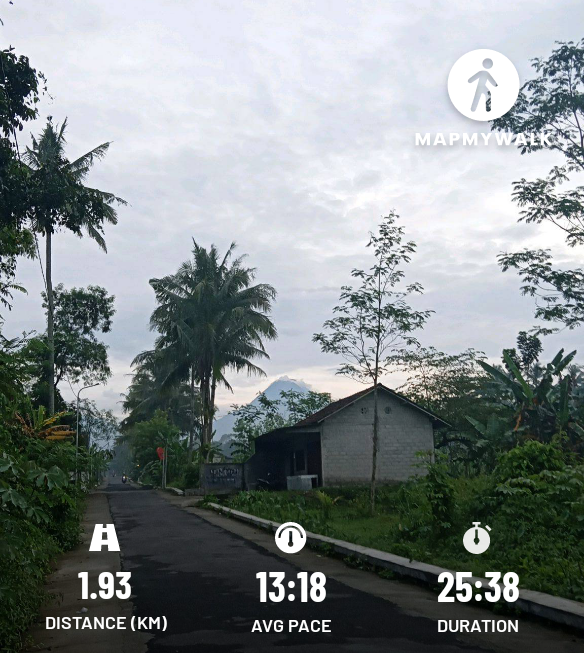 MAPMYWALK
1.93
13:18
25:38
DISTANCE (KM)
AVG PACE
DURATION